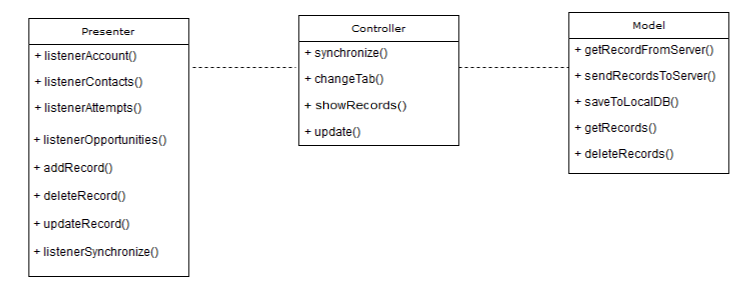 Presenter
+ listenerAccount()
+ listenerContacts()
+ listenerAttempts()
+ listenerOpportunities()
+ addRecord()
+ deleteRecord()
+ updateRecord()
+ listenerSynchronize()
Controller
+ synchronize()
+ changeTab()
+ showRecords()
+ update()
Model
+ getRecordFromServer()
+ sendRecordsToServer()
+ saveToLocalDB()
+ getRecords()
+ deleteRecords()